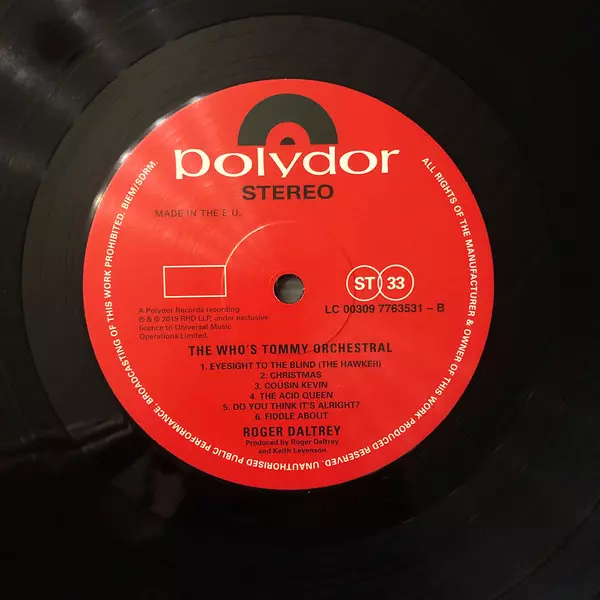 polydor
STEREO
MADE IN THE E.U.
ST 33
LC 00309 7763531 – B
A Polydor Records recording
℗ & © 2019 RHD LLP, under exclusive
licence to Universal Music
Operations Limited.
THE WHO'S TOMMY ORCHESTRAL
1. EYESIGHT TO THE BLIND (THE HAWKER)
2. CHRISTMAS
3. COUSIN KEVIN
4. THE ACID QUEEN
5. DO YOU THINK IT'S ALRIGHT?
6. FIDDLE ABOUT
ROGER DALTREY
Produced by Roger Daltrey
and Keith Levenson
ALL RIGHTS OF THE MANUFACTURER & OWNER OF THIS WORK PRODUCED RESERVED. UNAUTHORISED PUBLIC PERFORMANCE, BROADCASTING OF THIS WORK PROHIBITED. BIEM/SDRM.